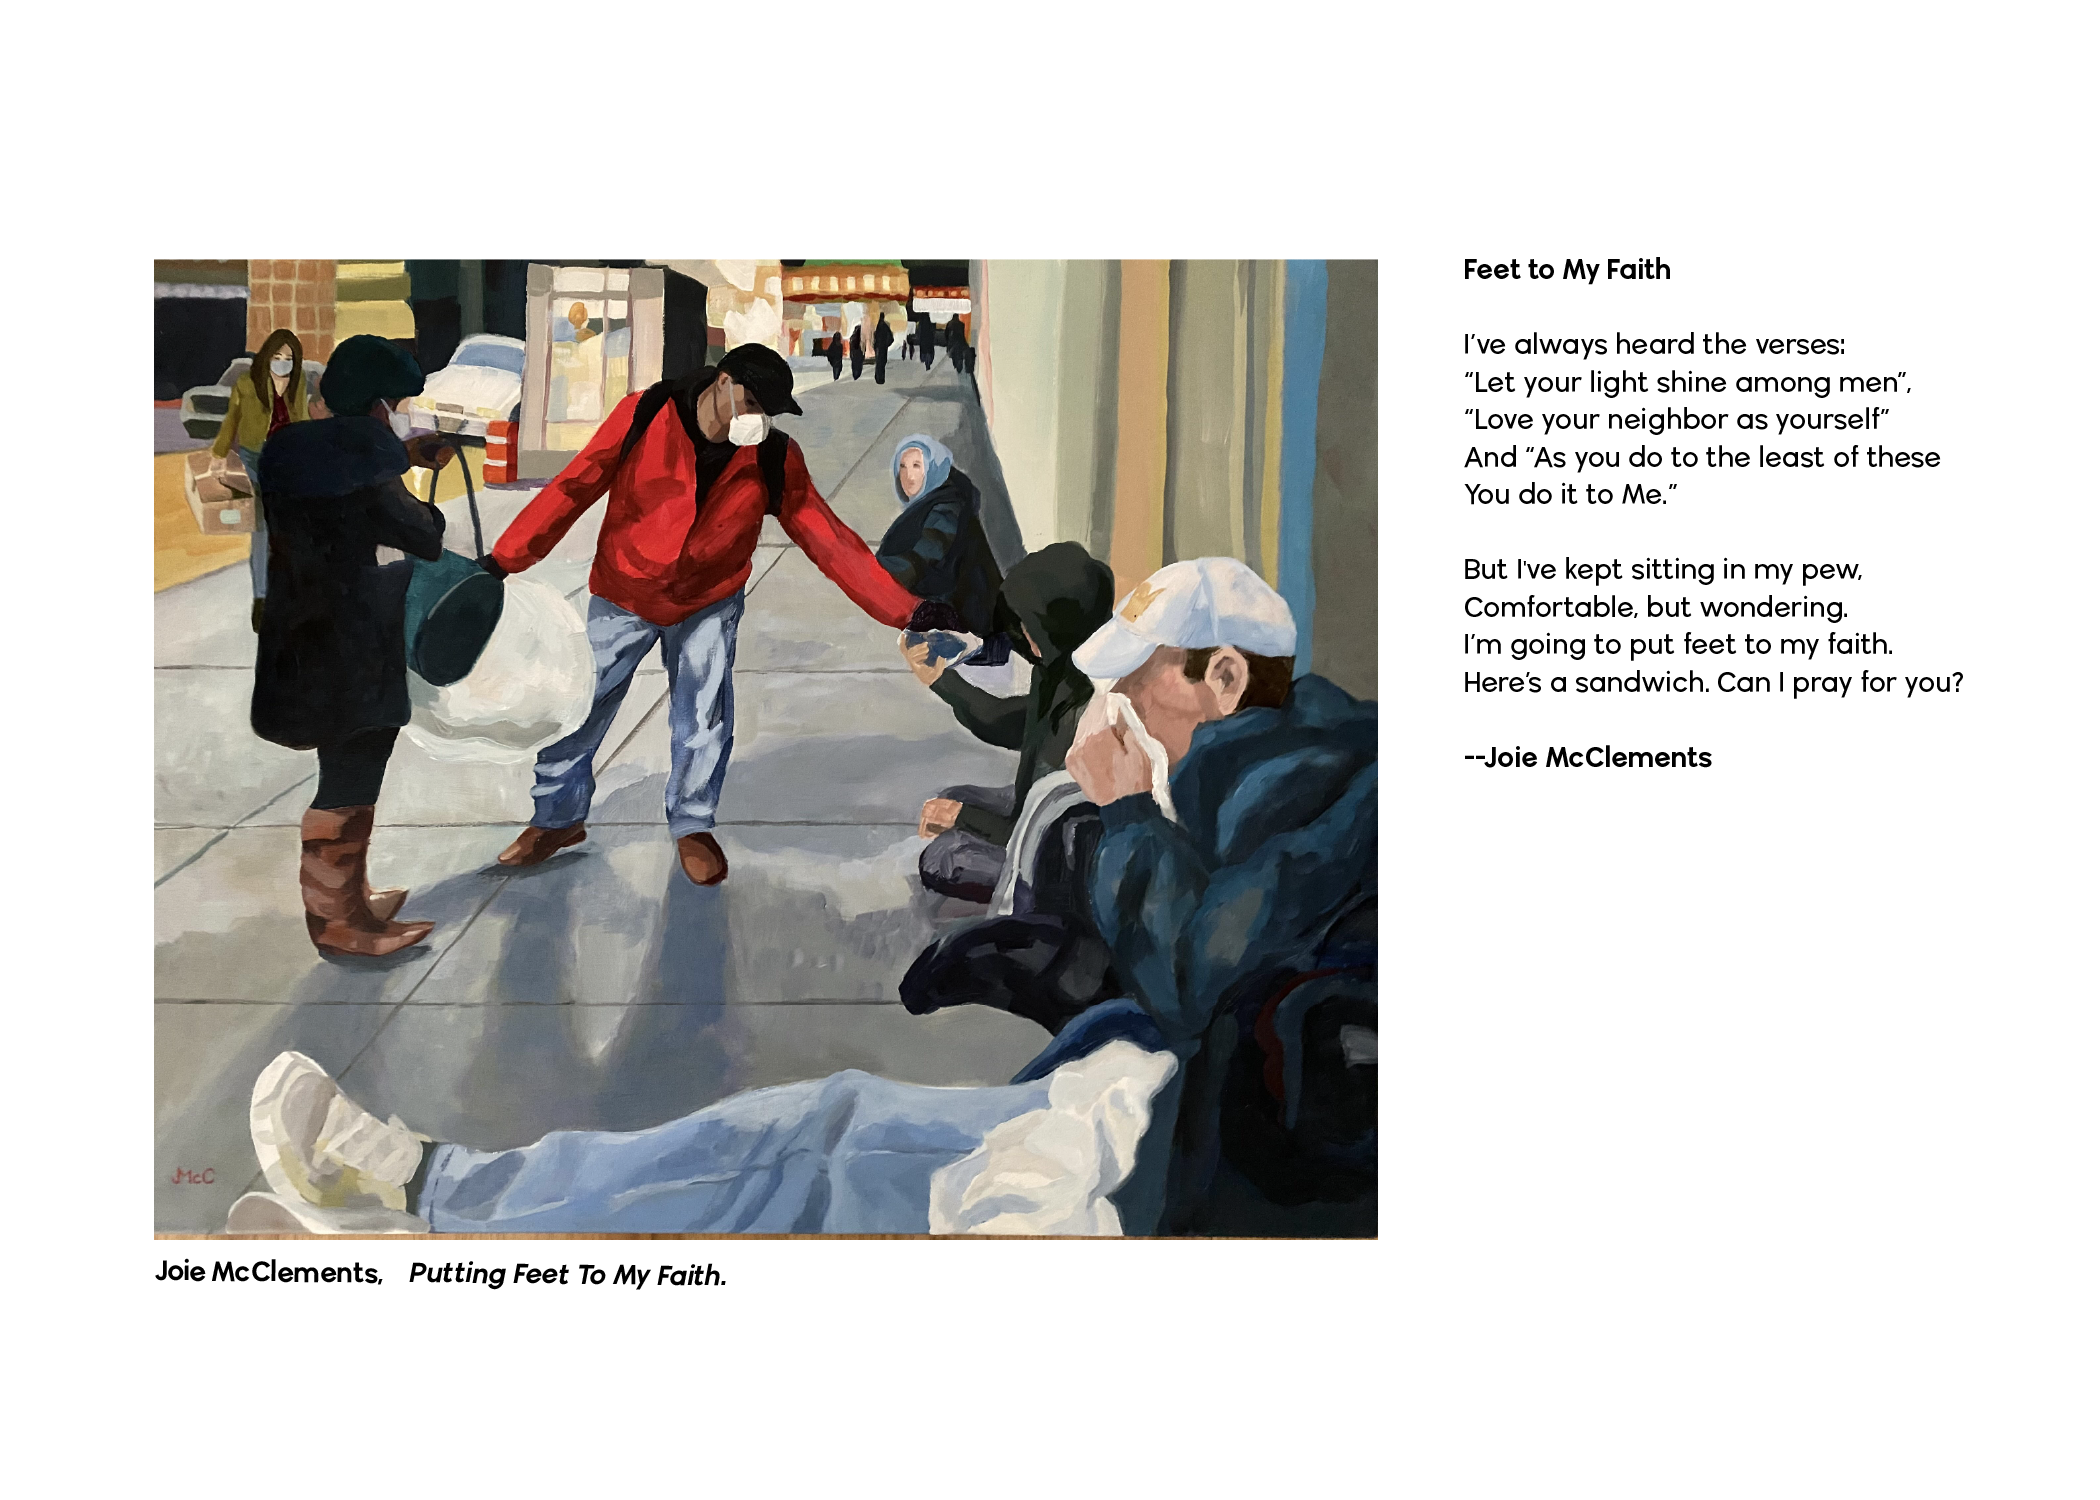 Feet to My Faith
I’ve always heard the verses:
“Let your light shine among men”,
“Love your neighbor as yourself”
And “As you do to the least of these
You do it to Me.”
But I've kept sitting in my pew,
Comfortable, but wondering.
I’m going to put feet to my faith.
Here’s a sandwich. Can I pray for you?
--Joie McClements
JMcC
Joie McClements, Putting Feet To My Faith.